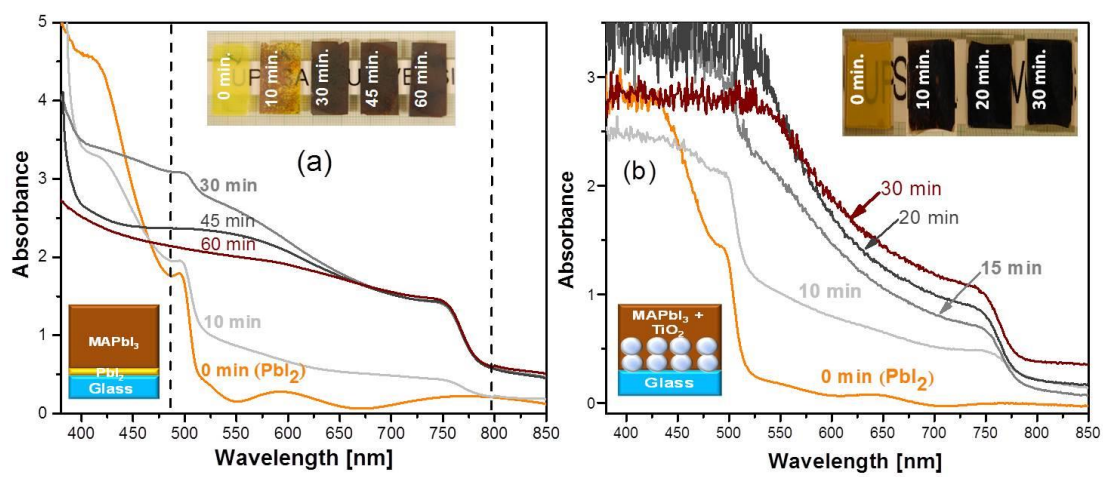 5
4
3
2
1
0
Absorbance
400 450 500 550 600 650 700 750 800 850
Wavelength [nm]
0 min.
10 min.
30 min.
45 min.
60 min.
(a)
30 min
45 min
60 min
10 min
0 min (PbI2)
MAPbI3
PbI2
Glass
3
2
1
0
Absorbance
400 450 500 550 600 650 700 750 800 850
Wavelength [nm]
0 min.
10 min.
20 min.
30 min.
(b)
30 min
20 min
15 min
10 min
0 min (PbI2)
MAPbI3 +
TiO2
Glass